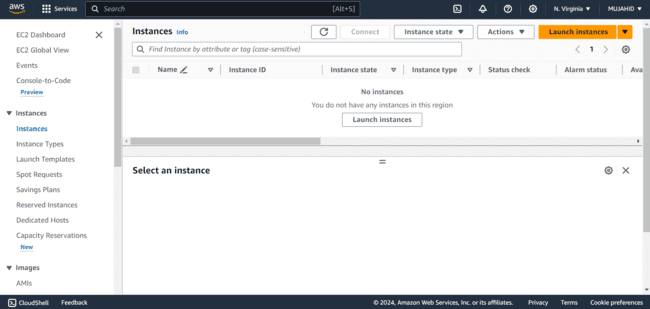 aws Services Search [Alt+S] N. Virginia MUJAHID
EC2 Dashboard
EC2 Global View
Events
Console-to-Code
Preview
Instances
Instances
Instance Types
Launch Templates
Spot Requests
Savings Plans
Reserved Instances
Dedicated Hosts
Capacity Reservations
New
Images
AMIs
Instances Info Connect Instance state Actions Launch instances
Find Instance by attribute or tag (case-sensitive) 1
Name Instance ID Instance state Instance type Status check Alarm status Ava
No instances
You do not have any instances in this region
Launch instances
Select an instance
CloudShell Feedback © 2024, Amazon Web Services, Inc. or its affiliates. Privacy Terms Cookie preferences